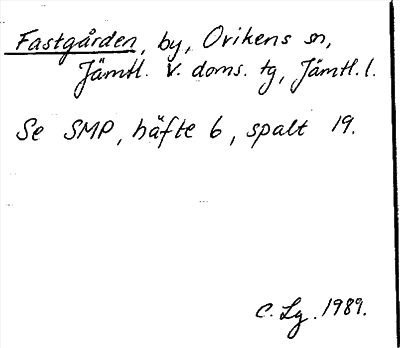 Fastgården, by, Ovikens sn,
Jämtl. v. doms. tg, Jämtl. l.
Se SMP, häfte 6, spalt 19.
C. Lg. 1989.